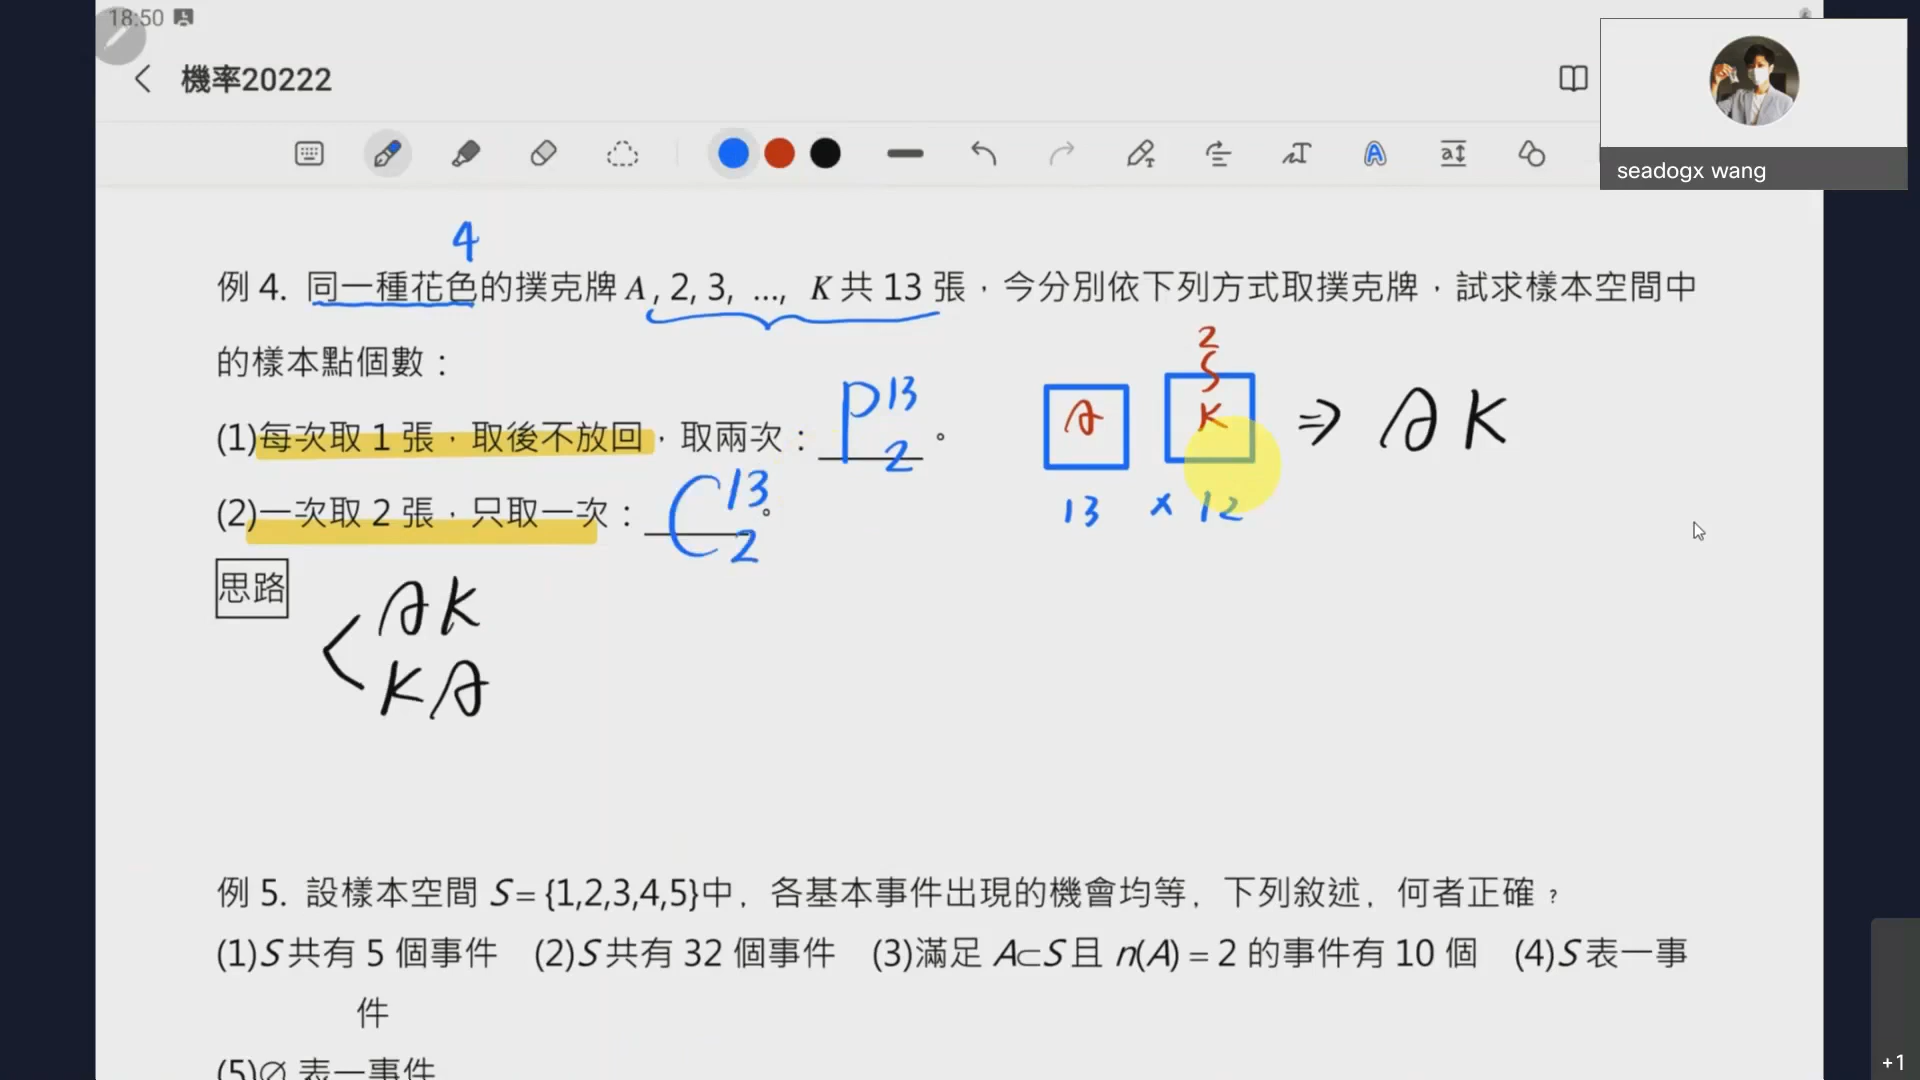 18:50
機率20222
seadogx wang
4
例 4. 同一種花色的撲克牌 A, 2, 3, ..., K 共 13 張，今分別依下列方式取撲克牌，試求樣本空間中
的樣本點個數：
(1)每次取 1 張，取後不放回，取兩次：P13 2。
(2)一次取 2 張，只取一次：C13 2。
2
A K ⇒ A K
13 × 12
思路
A K
K A
例 5. 設樣本空間 S = {1,2,3,4,5}中，各基本事件出現的機會均等，下列敘述，何者正確？
(1)S 共有 5 個事件 (2)S 共有 32 個事件 (3)滿足 A⊂S 且 n(A) = 2 的事件有 10 個 (4)S 表一事
件
(5)∅ 表一事件
+1